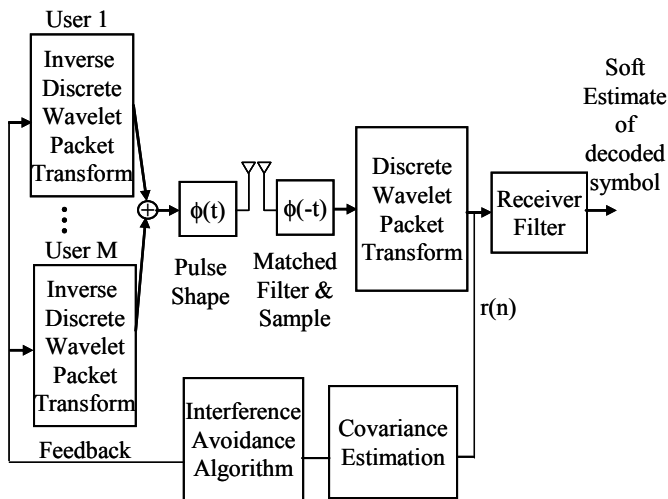 User 1
Inverse
Discrete
Wavelet
Packet
Transform
User M
Inverse
Discrete
Wavelet
Packet
Transform
ϕ(t)
Pulse
Shape
ϕ(-t)
Matched
Filter &
Sample
Discrete
Wavelet
Packet
Transform
Receiver
Filter
Soft
Estimate
of
decoded
symbol
r(n)
Covariance
Estimation
Interference
Avoidance
Algorithm
Feedback